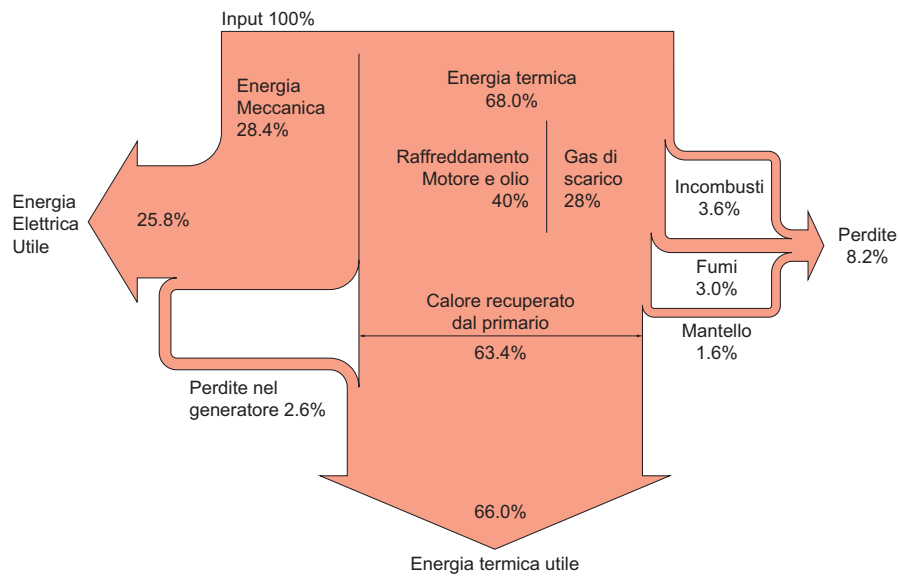 Input 100%
Energia
Meccanica
28.4%
Energia termica
68.0%
Raffreddamento
Motore e olio
40%
Gas di
scarico
28%
Energia
Elettrica
Utile
25.8%
Incombusti
3.6%
Perdite
8.2%
Fumi
3.0%
Mantello
1.6%
Calore recuperato
dal primario
63.4%
Perdite nel
generatore 2.6%
66.0%
Energia termica utile